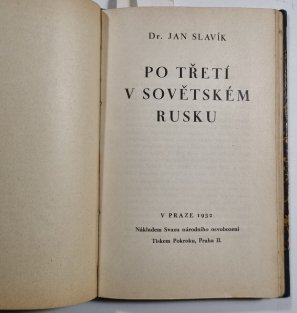 Dr. JAN SLAVÍK
PO TŘETÍ
V SOVĚTSKÉM
RUSKU
V PRAZE 1932
Nákladem Svazu národního osvobození
Tiskem Pokroku, Praha II.